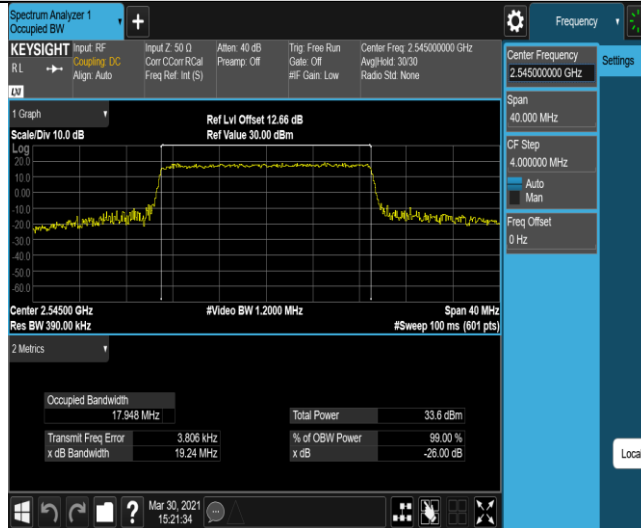 Spectrum Analyzer 1
Occupied BW
Frequency
KEYSIGHT
RL
LXI
Input: RF
Coupling: DC
Align: Auto
Input Z: 50 Ω
Corr CCorr RCal
Freq Ref: Int (S)
Atten: 40 dB
Preamp: Off
Trig: Free Run
Gate: Off
#IF Gain: Low
Center Freq: 2.545000000 GHz
Avg|Hold: 30/30
Radio Std: None
Center Frequency
2.545000000 GHz
Settings
Span
40.000 MHz
CF Step
4.000000 MHz
Auto
Man
Freq Offset
0 Hz
1 Graph
Scale/Div 10.0 dB
Ref Lvl Offset 12.66 dB
Ref Value 30.00 dBm
Log
20.0
10.0
0.00
-10.0
-20.0
-30.0
-40.0
-50.0
-60.0
Center 2.54500 GHz
Res BW 390.00 kHz
#Video BW 1.2000 MHz
Span 40 MHz
#Sweep 100 ms (601 pts)
2 Metrics
Occupied Bandwidth
17.948 MHz
Transmit Freq Error 3.806 kHz
x dB Bandwidth 19.24 MHz
Total Power 33.6 dBm
% of OBW Power 99.00 %
x dB -26.00 dB
Local
Mar 30, 2021
15:21:34